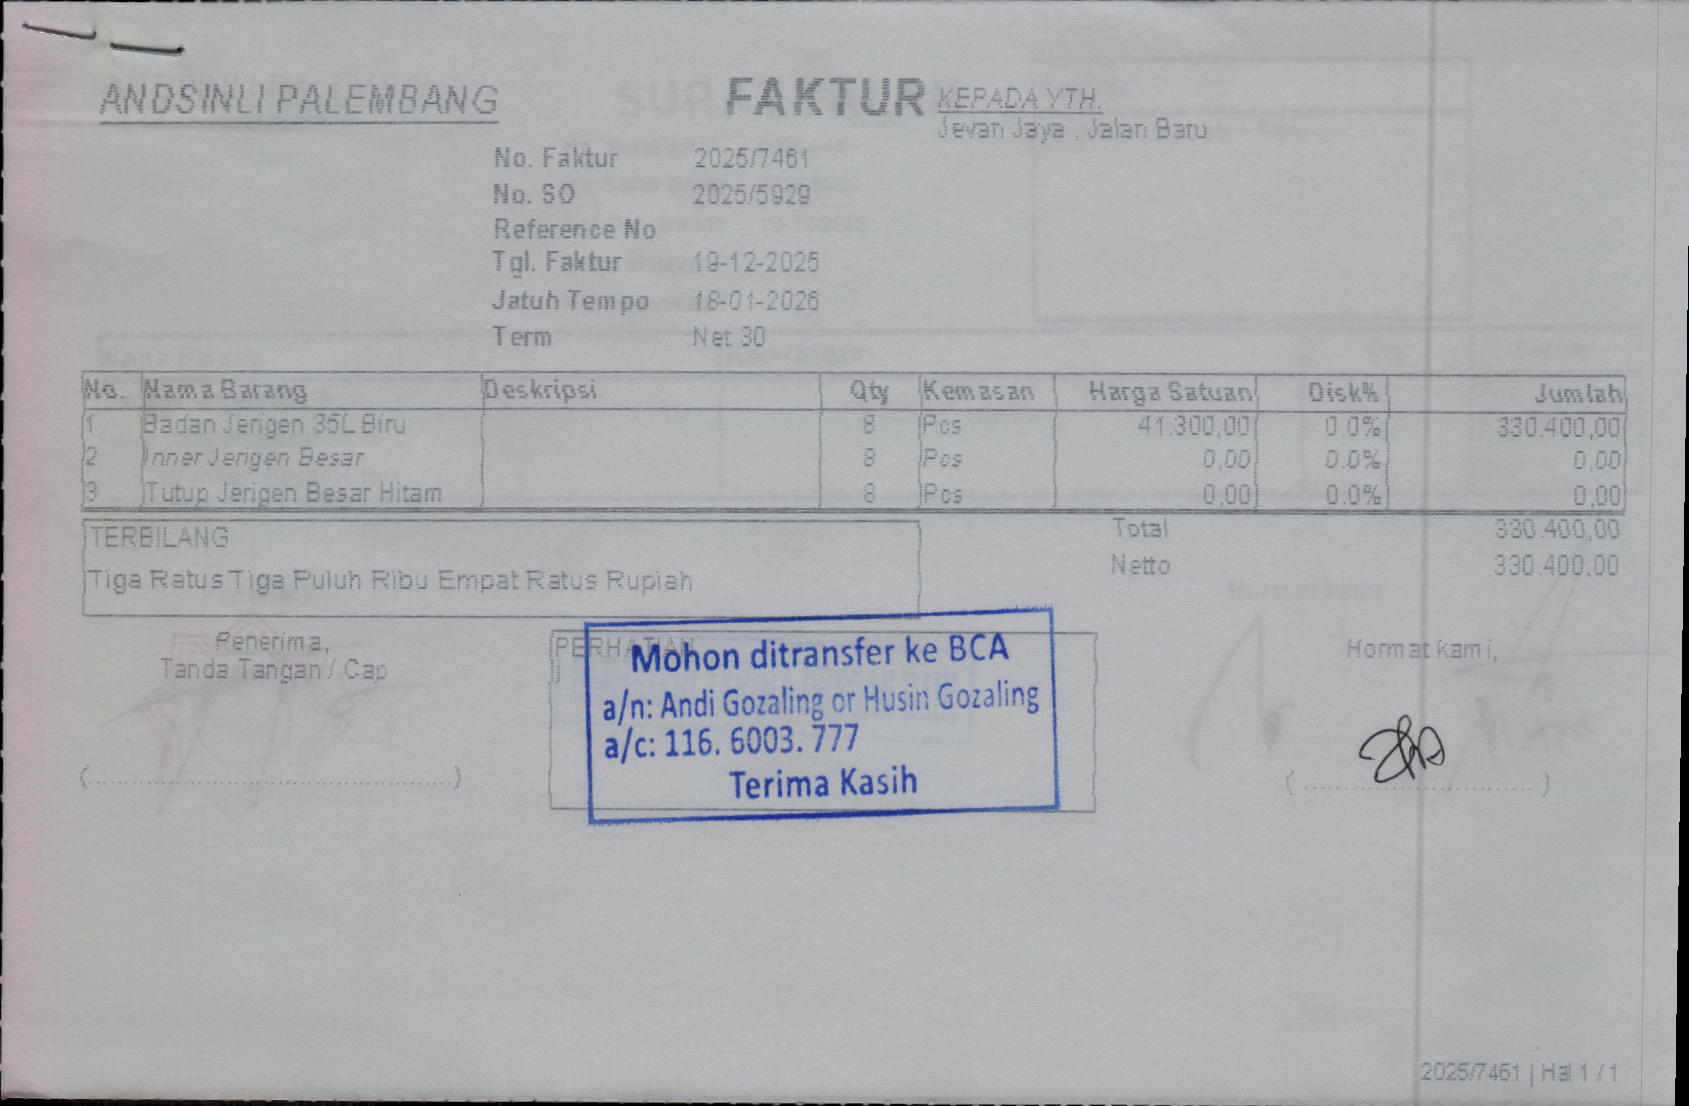 ANDSINLI PALEMBANG
FAKTUR
KEPADA YTH.
Jevan Jaya , Jalan Baru
No. Faktur 2025/7461
No. SO 2025/5929
Reference No
Tgl. Faktur 19-12-2025
Jatuh Tempo 18-01-2026
Term Net 30
No. Nama Barang Deskripsi Qty Kemasan Harga Satuan Disk% Jumlah
1 Badan Jerigen 35L Biru 8 Pcs 41.300,00 0.0% 330.400,00
2 Inner Jerigen Besar 8 Pcs 0,00 0.0% 0,00
3 Tutup Jerigen Besar Hitam 8 Pcs 0,00 0.0% 0,00
TERBILANG
Tiga Ratus Tiga Puluh Ribu Empat Ratus Rupiah
Total 330.400,00
Netto 330.400,00
Penerima,
Tanda Tangan / Cap
(......................................................)
PERHATIAN
Mohon ditransfer ke BCA
a/n: Andi Gozaling or Husin Gozaling
a/c: 116. 6003. 777
Terima Kasih
Hormat kami,
(..................................)
2025/7461 | Hal 1 / 1